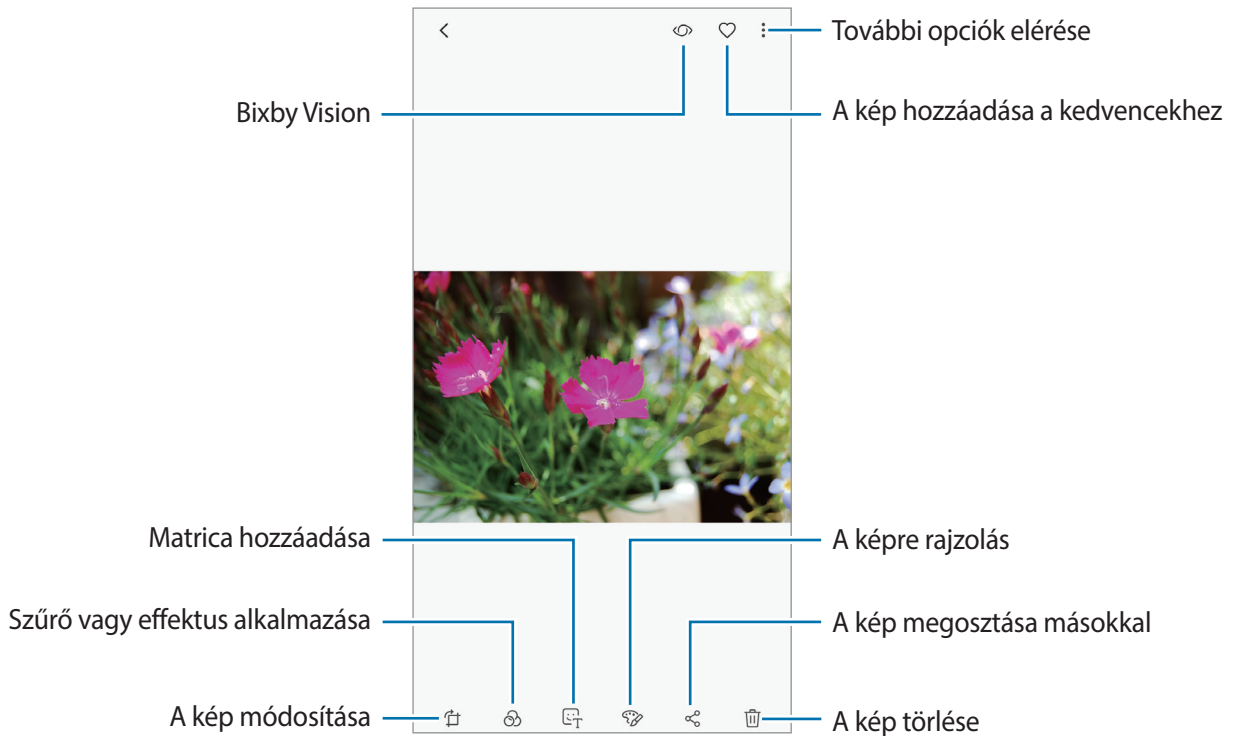 További opciók elérése
Bixby Vision
A kép hozzáadása a kedvencekhez
Matrica hozzáadása
A képre rajzolás
Szűrő vagy effektus alkalmazása
A kép megosztása másokkal
A kép módosítása
A kép törlése